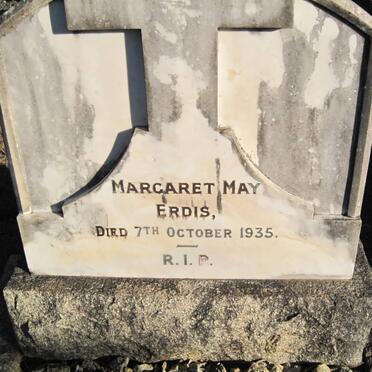 MARGARET MAY
ERDIS,
DIED 7TH OCTOBER 1935.
R.I.P.